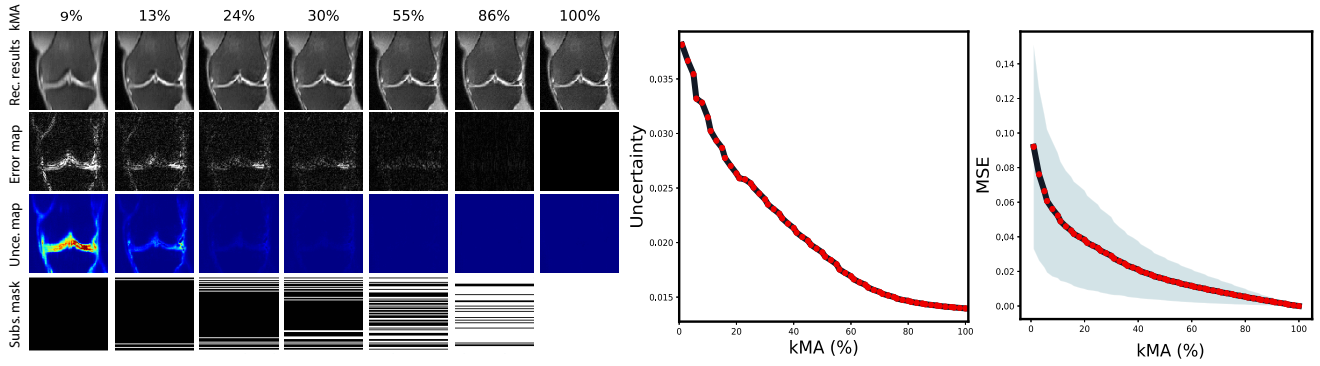 kMA 9% 13% 24% 30% 55% 86% 100%
Rec. results
Error map
Unce. map
Subs. mask
Uncertainty
0.035
0.030
0.025
0.020
0.015
0 20 40 60 80 100
kMA (%)
MSE
0.14
0.12
0.10
0.08
0.06
0.04
0.02
0.00
0 20 40 60 80 100
kMA (%)